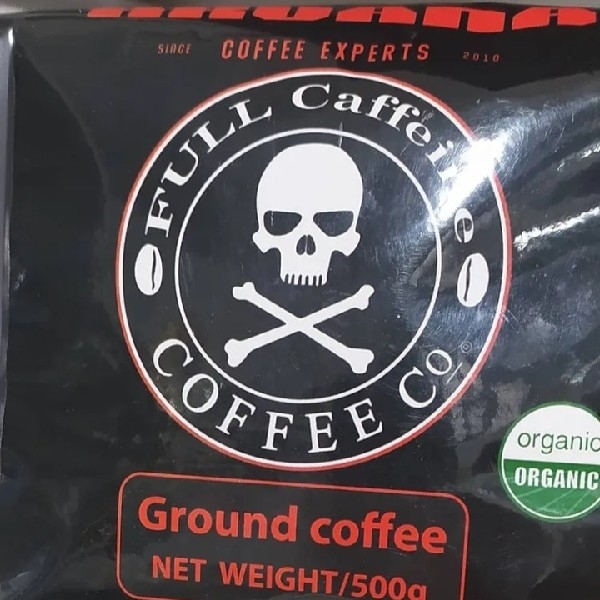 SINCE COFFEE EXPERTS 2010
FULL Caffeine
COFFEE Co
organic
ORGANIC
Ground coffee
NET WEIGHT/500g